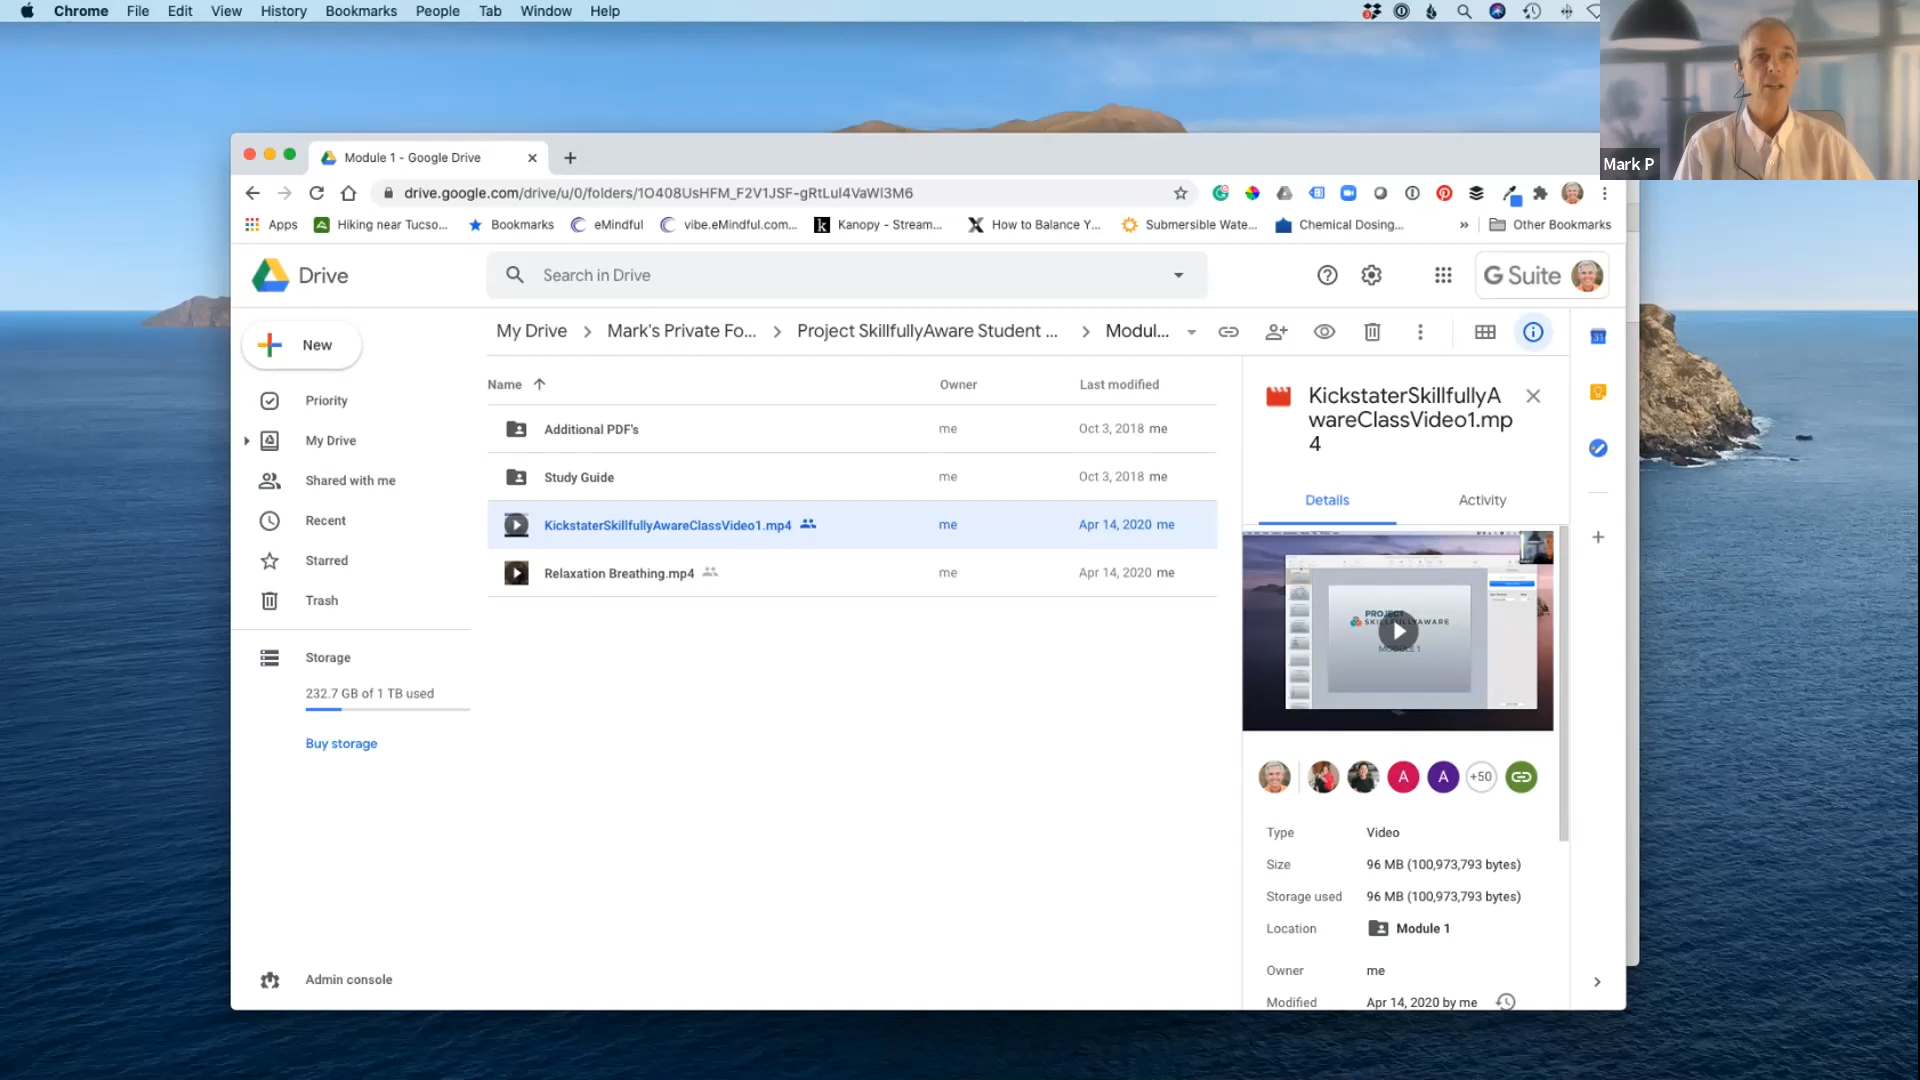 Chrome File Edit View History Bookmarks People Tab Window Help
Mark P
Module 1 - Google Drive
drive.google.com/drive/u/0/folders/1O408UsHFM_F2V1JSF-gRtLul4VaWl3M6
Apps Hiking near Tucso... Bookmarks eMindful vibe.eMindful.com... Kanopy - Stream... How to Balance Y... Submersible Wate... Chemical Dosing... » Other Bookmarks
Drive
Search in Drive
G Suite
New
My Drive > Mark's Private Fo... > Project SkillfullyAware Student ... > Modul...
Priority
My Drive
Shared with me
Recent
Starred
Trash
Storage
232.7 GB of 1 TB used
Buy storage
Admin console
Name Owner Last modified
Additional PDF's me Oct 3, 2018 me
Study Guide me Oct 3, 2018 me
KickstaterSkillfullyAwareClassVideo1.mp4 me Apr 14, 2020 me
Relaxation Breathing.mp4 me Apr 14, 2020 me
KickstaterSkillfullyA
wareClassVideo1.mp
4
Details Activity
PROJECT
SKILLFULLYAWARE
MODULE 1
A A +50
Type Video
Size 96 MB (100,973,793 bytes)
Storage used 96 MB (100,973,793 bytes)
Location Module 1
Owner me
Modified Apr 14, 2020 by me
31